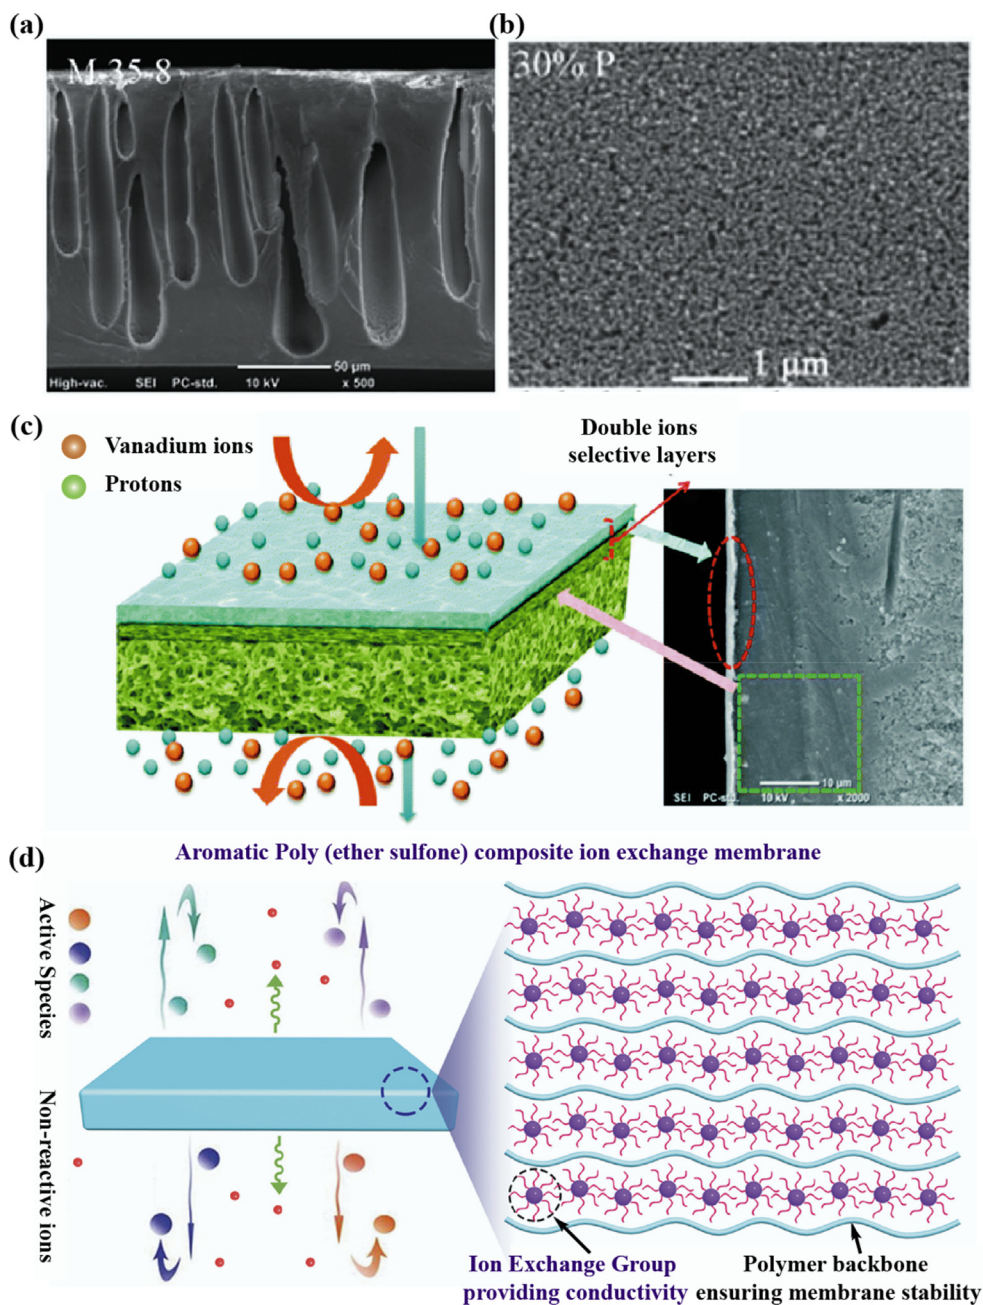 (a)
M-35-8
50 µm
High-vac. SEI PC-std. 10 kV x 500
(b)
30% P
1 µm
(c)
Vanadium ions
Protons
Double ions
selective layers
10 µm
SEI PC-std. 10 kV x 2000
(d)
Aromatic Poly (ether sulfone) composite ion exchange membrane
Active Species
Non-reactive ions
Ion Exchange Group
providing conductivity
Polymer backbone
ensuring membrane stability